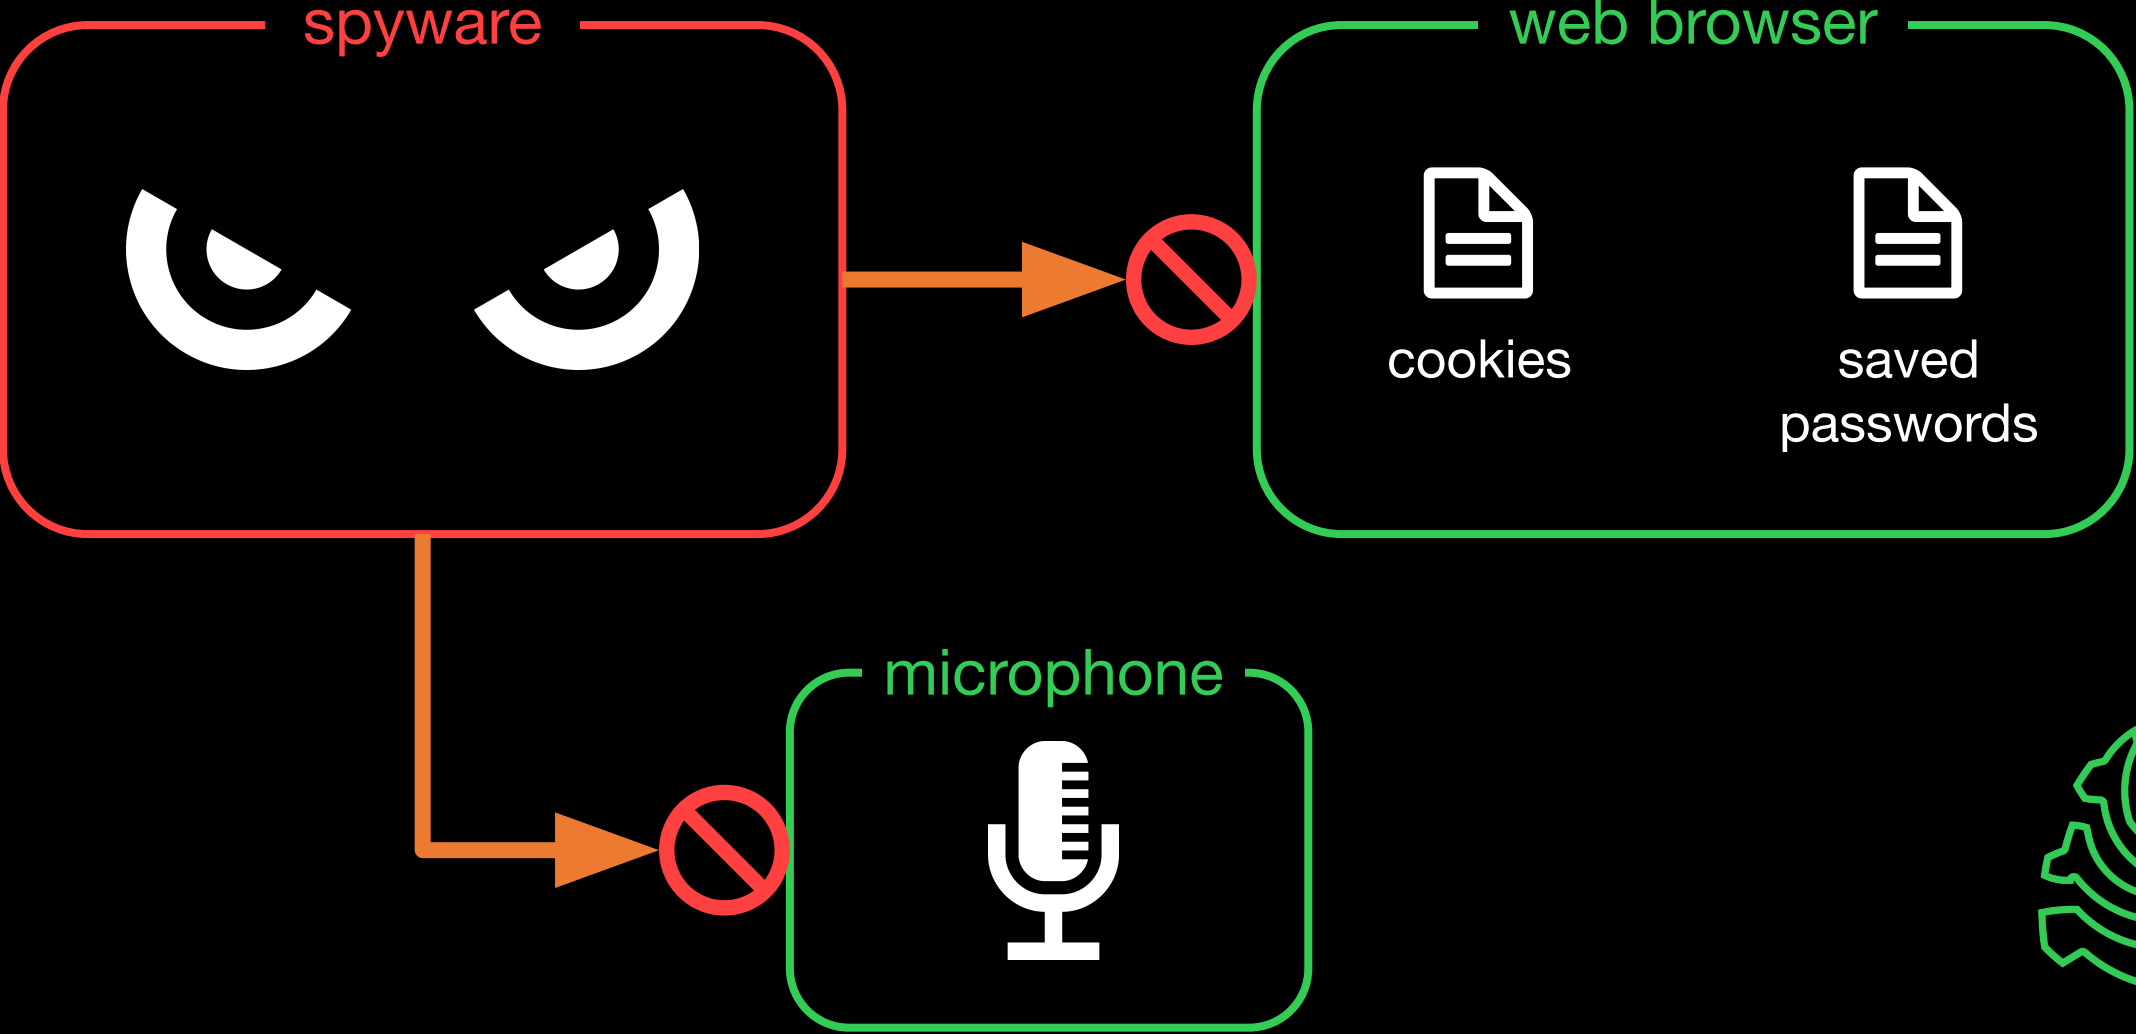 spyware
web browser
cookies
saved
passwords
microphone